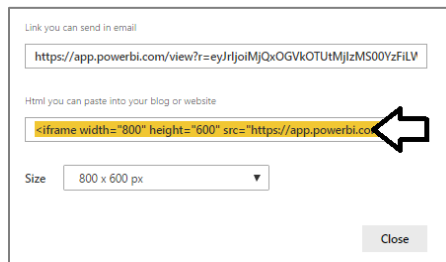 Link you can send in email
https://app.powerbi.com/view?r=eyJrIjoiMjQxOGVkOTUtMjIzMS00YzFiLW
Html you can paste into your blog or website
<iframe width="800" height="600" src="https://app.powerbi.co
Size 800 x 600 px
Close